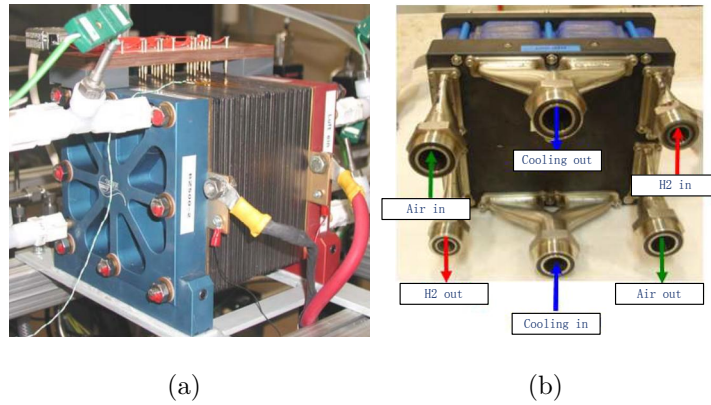 Cooling out
H2 in
Air in
H2 out
Air out
Cooling in
(a)
(b)